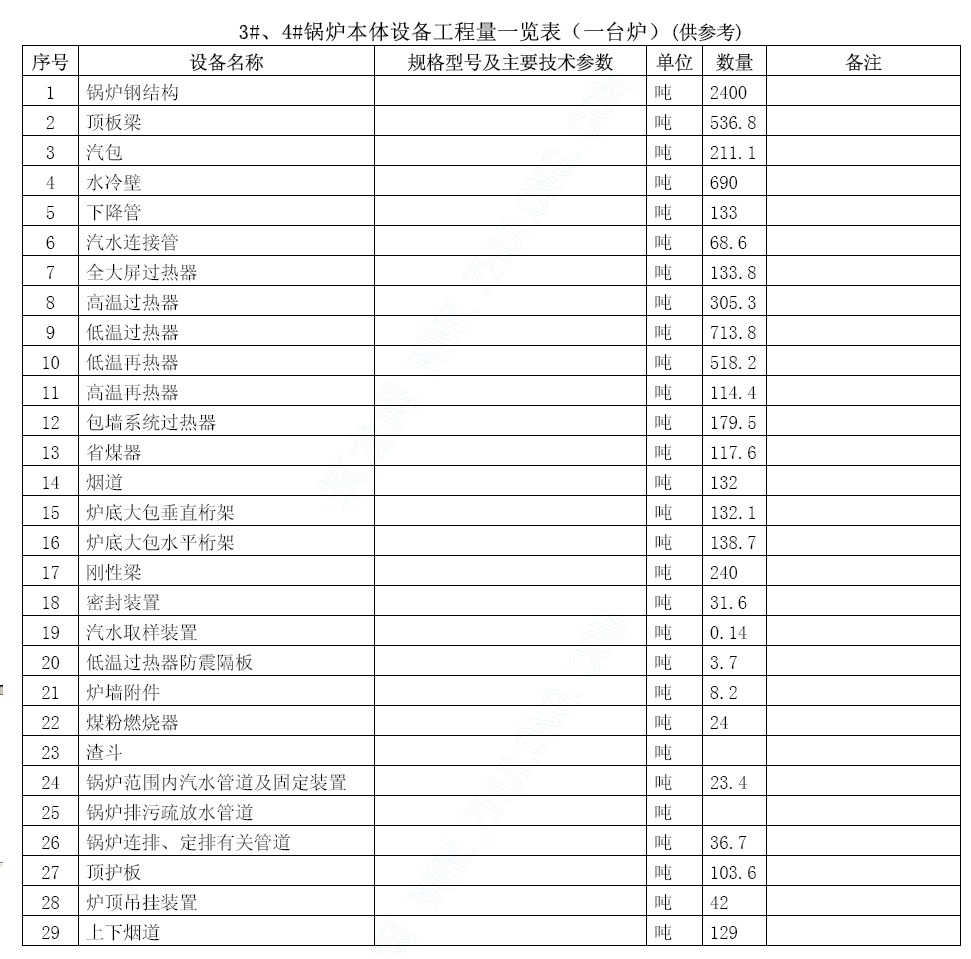 3#、4#锅炉本体设备工程量一览表（一台炉）(供参考)
序号 设备名称 规格型号及主要技术参数 单位 数量 备注
1 锅炉钢结构 吨 2400
2 顶板梁 吨 536.8
3 汽包 吨 211.1
4 水冷壁 吨 690
5 下降管 吨 133
6 汽水连接管 吨 68.6
7 全大屏过热器 吨 133.8
8 高温过热器 吨 305.3
9 低温过热器 吨 713.8
10 低温再热器 吨 518.2
11 高温再热器 吨 114.4
12 包墙系统过热器 吨 179.5
13 省煤器 吨 117.6
14 烟道 吨 132
15 炉底大包垂直桁架 吨 132.1
16 炉底大包水平桁架 吨 138.7
17 刚性梁 吨 240
18 密封装置 吨 31.6
19 汽水取样装置 吨 0.14
20 低温过热器防震隔板 吨 3.7
21 炉墙附件 吨 8.2
22 煤粉燃烧器 吨 24
23 渣斗 吨
24 锅炉范围内汽水管道及固定装置 吨 23.4
25 锅炉排污疏放水管道 吨
26 锅炉连排、定排有关管道 吨 36.7
27 顶护板 吨 103.6
28 炉顶吊挂装置 吨 42
29 上下烟道 吨 129